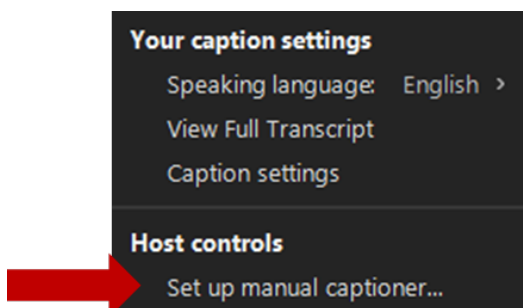 Your caption settings
Speaking language: English >
View Full Transcript
Caption settings
Host controls
Set up manual captioner...